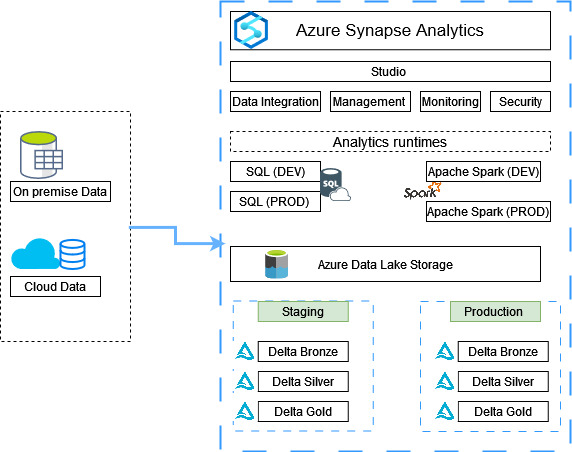 Azure Synapse Analytics
Studio
Data Integration
Management
Monitoring
Security
Analytics runtimes
SQL (DEV)
SQL
Apache Spark (DEV)
SQL (PROD)
Spark
Apache Spark (PROD)
On premise Data
Cloud Data
Azure Data Lake Storage
Staging
Production
Delta Bronze
Delta Bronze
Delta Silver
Delta Silver
Delta Gold
Delta Gold